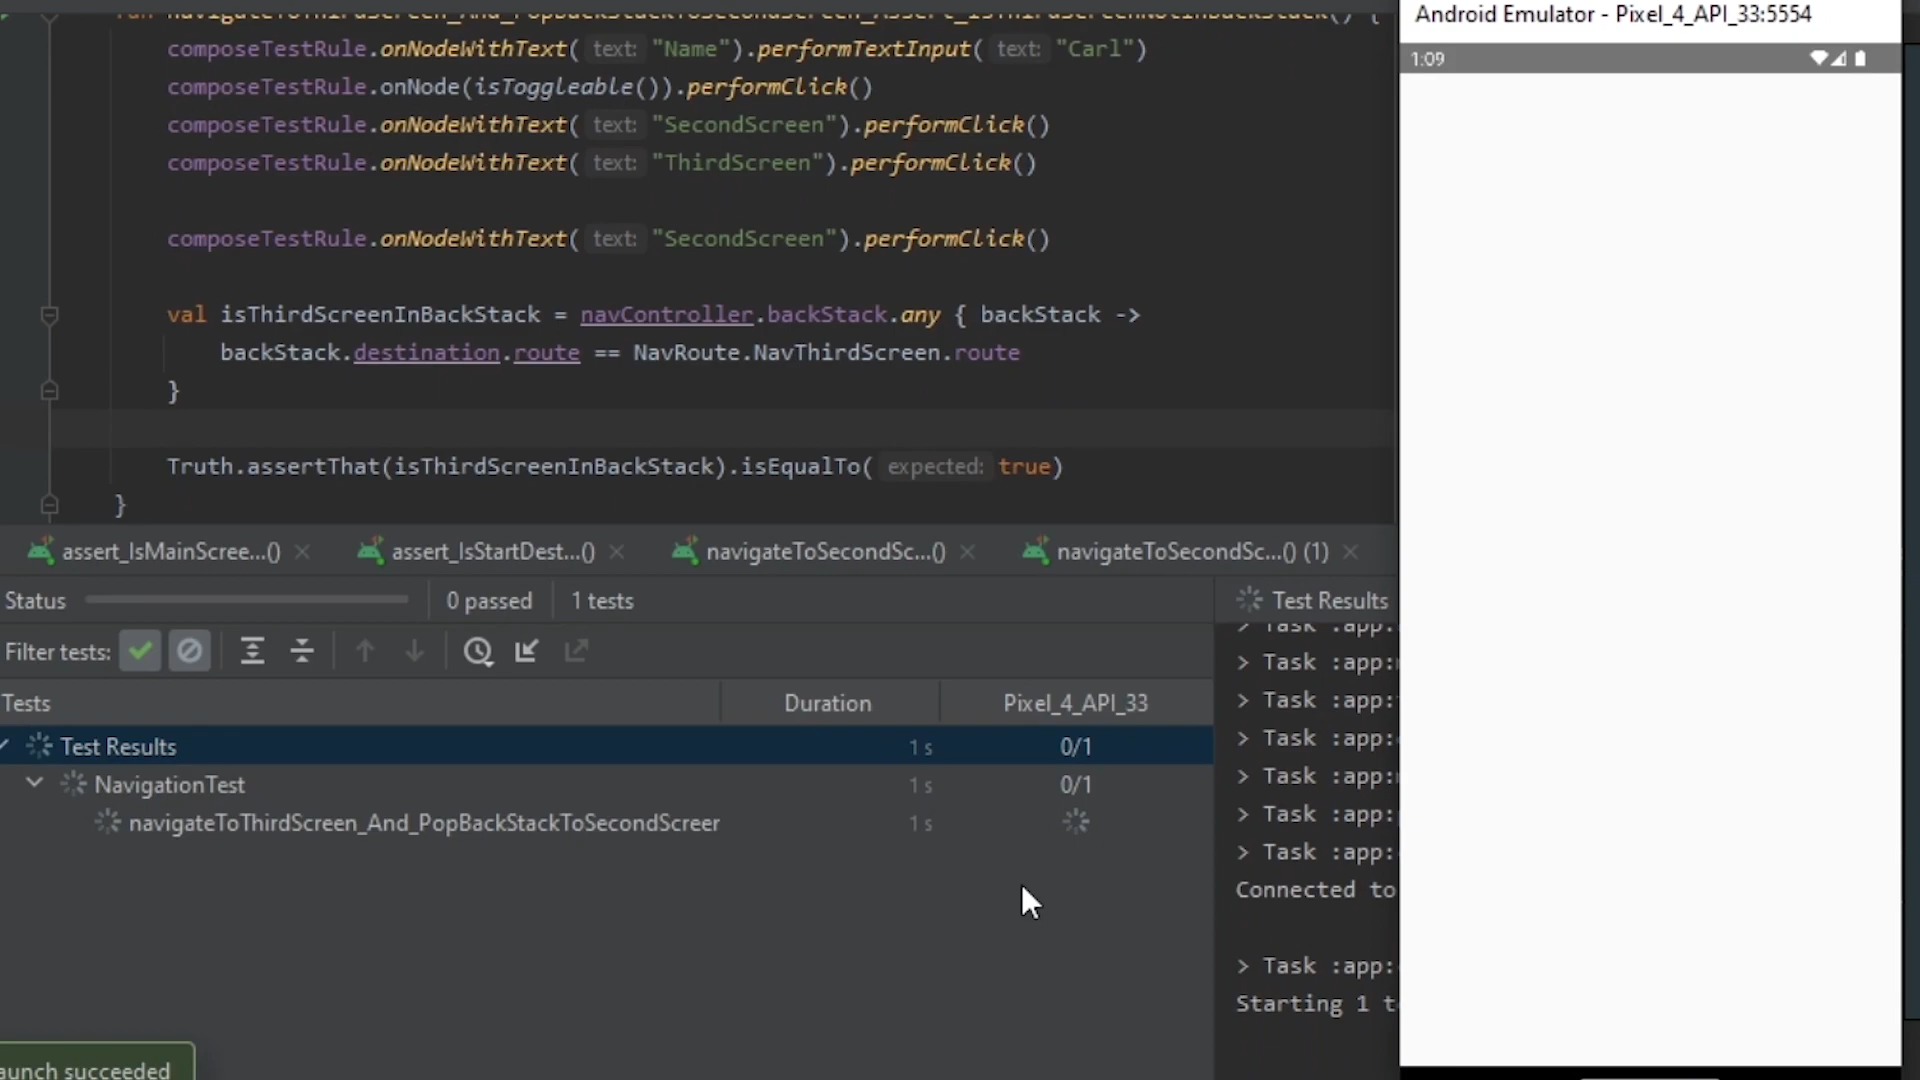 fun navigateToThirdScreen_And_PopBackStackToSecondScreen_Assert_IsThirdScreenNotInBackStack() {
composeTestRule.onNodeWithText( text: "Name").performTextInput( text: "Carl")
composeTestRule.onNode(isToggleable()).performClick()
composeTestRule.onNodeWithText( text: "SecondScreen").performClick()
composeTestRule.onNodeWithText( text: "ThirdScreen").performClick()
composeTestRule.onNodeWithText( text: "SecondScreen").performClick()
val isThirdScreenInBackStack = navController.backStack.any { backStack ->
backStack.destination.route == NavRoute.NavThirdScreen.route
}
Truth.assertThat(isThirdScreenInBackStack).isEqualTo( expected: true)
}
assert_IsMainScree...() assert_IsStartDest...() navigateToSecondSc...() navigateToSecondSc...() (1)
Status 0 passed 1 tests
Filter tests:
Tests Duration Pixel_4_API_33
Test Results 1 s 0/1
NavigationTest 1 s 0/1
navigateToThirdScreen_And_PopBackStackToSecondScreer 1 s
aunch succeeded
Test Results
> Task :app:
> Task :app:
> Task :app:
> Task :app:
> Task :app:
> Task :app:
> Task :app:
Connected to
> Task :app:
Starting 1 t
Android Emulator - Pixel_4_API_33:5554
1:09